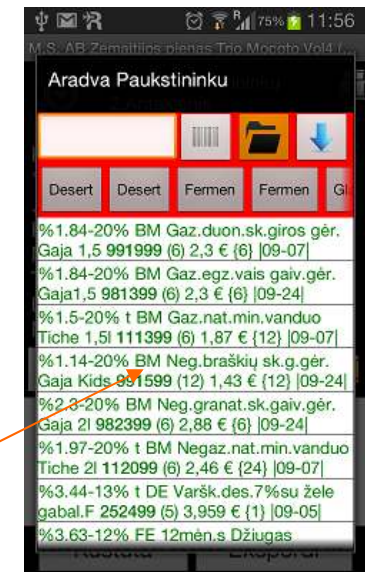 75% 11:56
M.S. AB Zemaitijos pienas Trio Mocoto Vol4 /...
Aradva Paukstininku
Desert Desert Fermen Fermen Gl
%1.84-20% BM Gaz.duon.sk.giros gėr.
Gaja 1,5 991999 (6) 2,3 € {6} |09-07|
%1.84-20% BM Gaz.egz.vais gaiv.gėr.
Gaja1,5 981399 (6) 2,3 € {6} |09-24|
%1.5-20% t BM Gaz.nat.min.vanduo
Tiche 1,5l 111399 (6) 1,87 € {12} |09-07|
%1.14-20% BM Neg.braškių sk.g.gėr.
Gaja Kids 991599 (12) 1,43 € {12} |09-24|
%2.3-20% BM Neg.granat.sk.gaiv.gėr.
Gaja 2l 982399 (6) 2,88 € {6} |09-24|
%1.97-20% t BM Negaz.nat.min.vanduo
Tiche 2l 112099 (6) 2,46 € {24} |09-07|
%3.44-13% t DE Varšk.des.7%su žele
gabal.F 252499 (5) 3,959 € {1} |09-05|
%3.63-12% FE 12mėn.s Džiugas